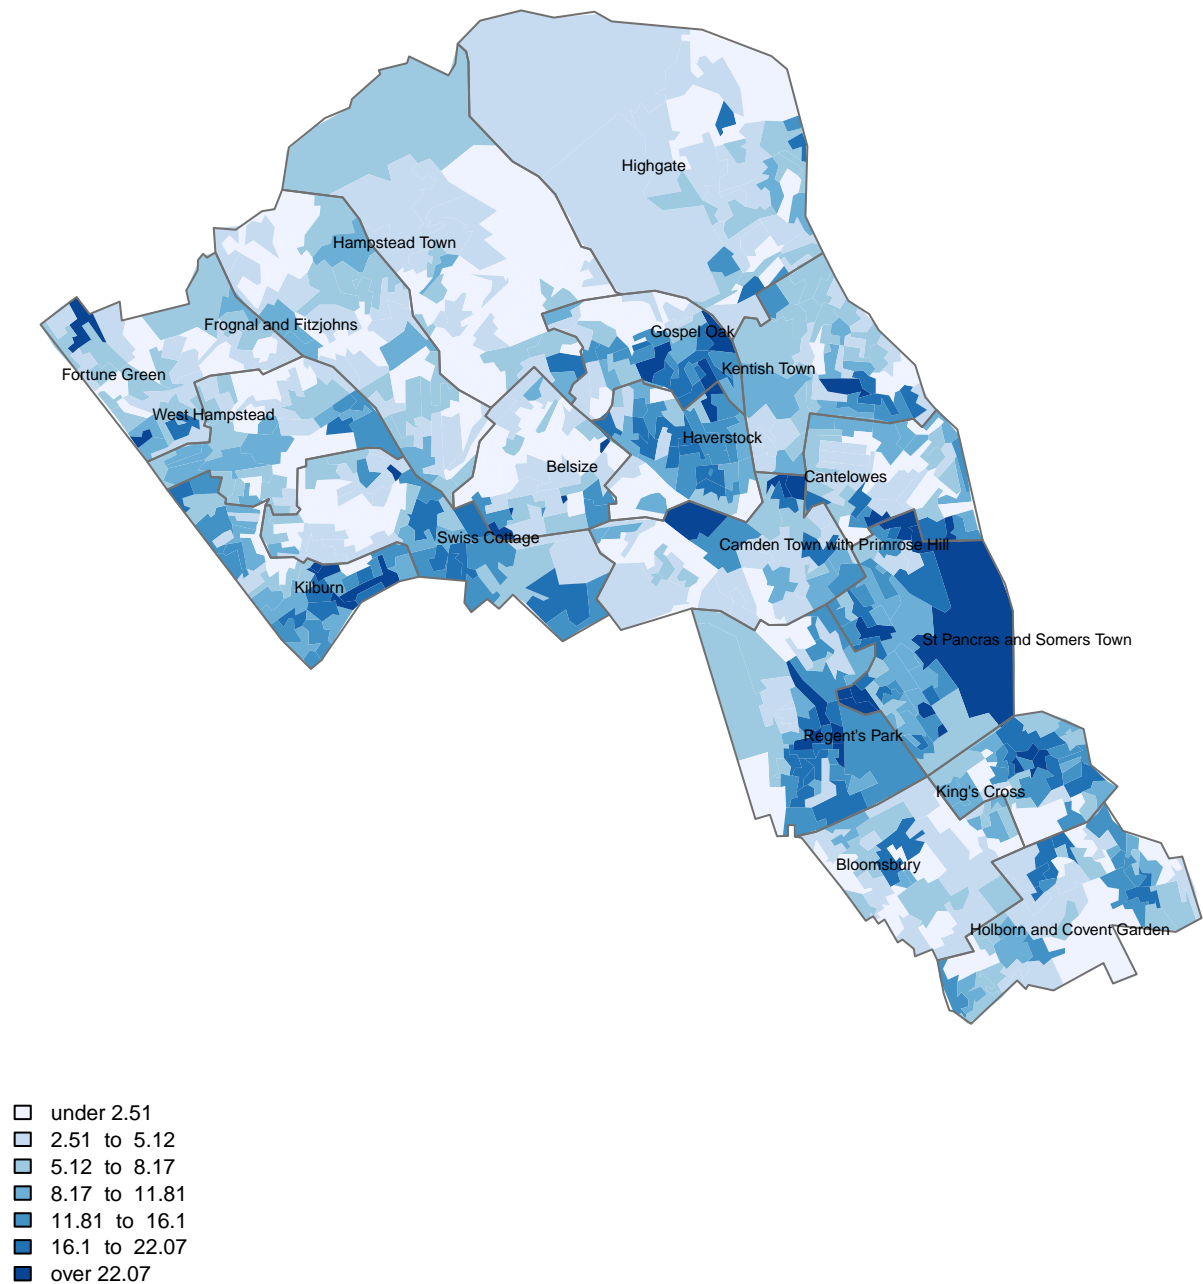 Highgate
Hampstead Town
Frognal and Fitzjohns
Gospel Oak
Kentish Town
Fortune Green
West Hampstead
Haverstock
Belsize
Cantelowes
Swiss Cottage
Camden Town with Primrose Hill
Kilburn
St Pancras and Somers Town
Regent's Park
King's Cross
Bloomsbury
Holborn and Covent Garden
under 2.51
2.51 to 5.12
5.12 to 8.17
8.17 to 11.81
11.81 to 16.1
16.1 to 22.07
over 22.07